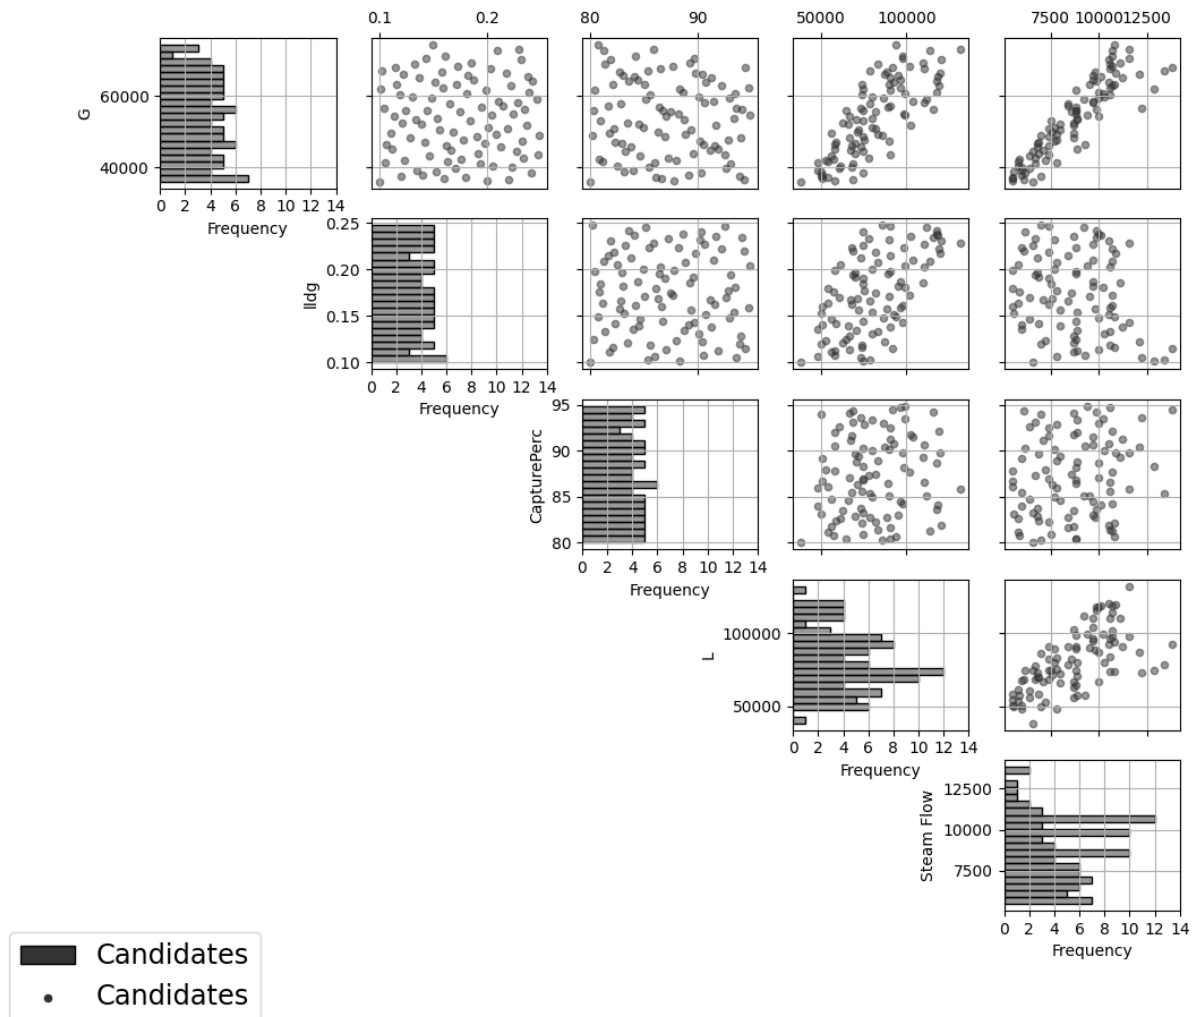 0.1 0.2 80 90 50000 100000 7500 10000 12500
G
60000
40000
0 2 4 6 8 10 12 14
Frequency
lldg
0.25
0.20
0.15
0.10
0 2 4 6 8 10 12 14
Frequency
CapturePerc
95
90
85
80
0 2 4 6 8 10 12 14
Frequency
L
100000
50000
0 2 4 6 8 10 12 14
Frequency
Steam Flow
12500
10000
7500
0 2 4 6 8 10 12 14
Frequency
Candidates
Candidates